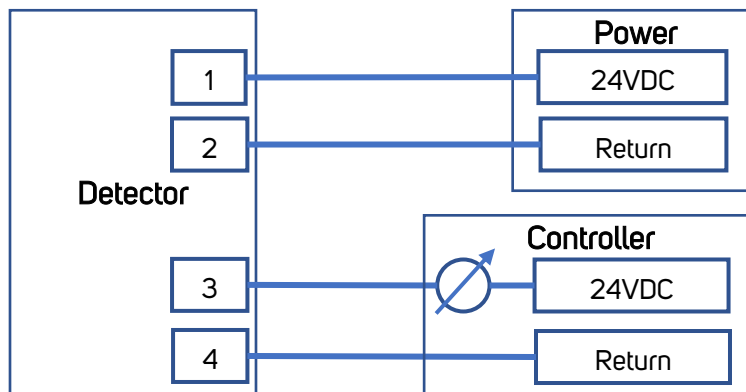 Power
1
24VDC
2
Return
Detector
Controller
3
24VDC
4
Return